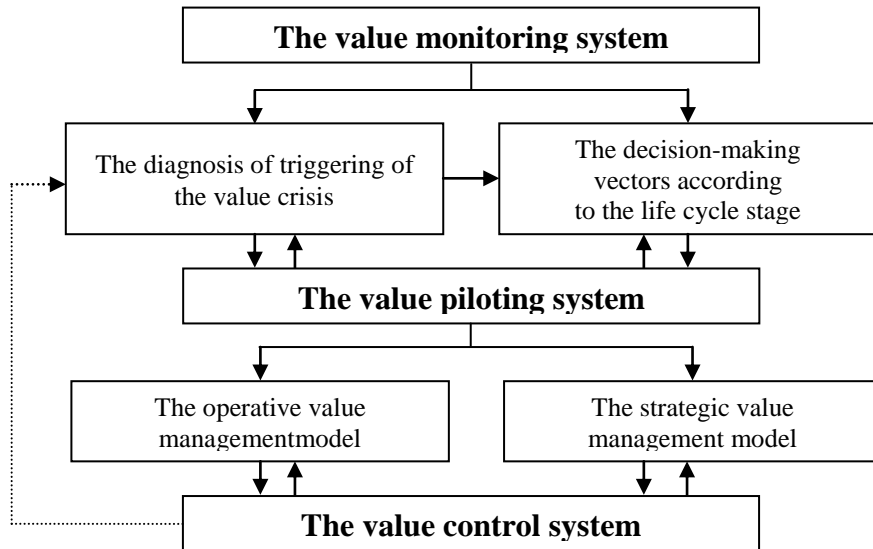 The value monitoring system
The diagnosis of triggering of
the value crisis
The decision-making
vectors according
to the life cycle stage
The value piloting system
The operative value
managementmodel
The strategic value
management model
The value control system